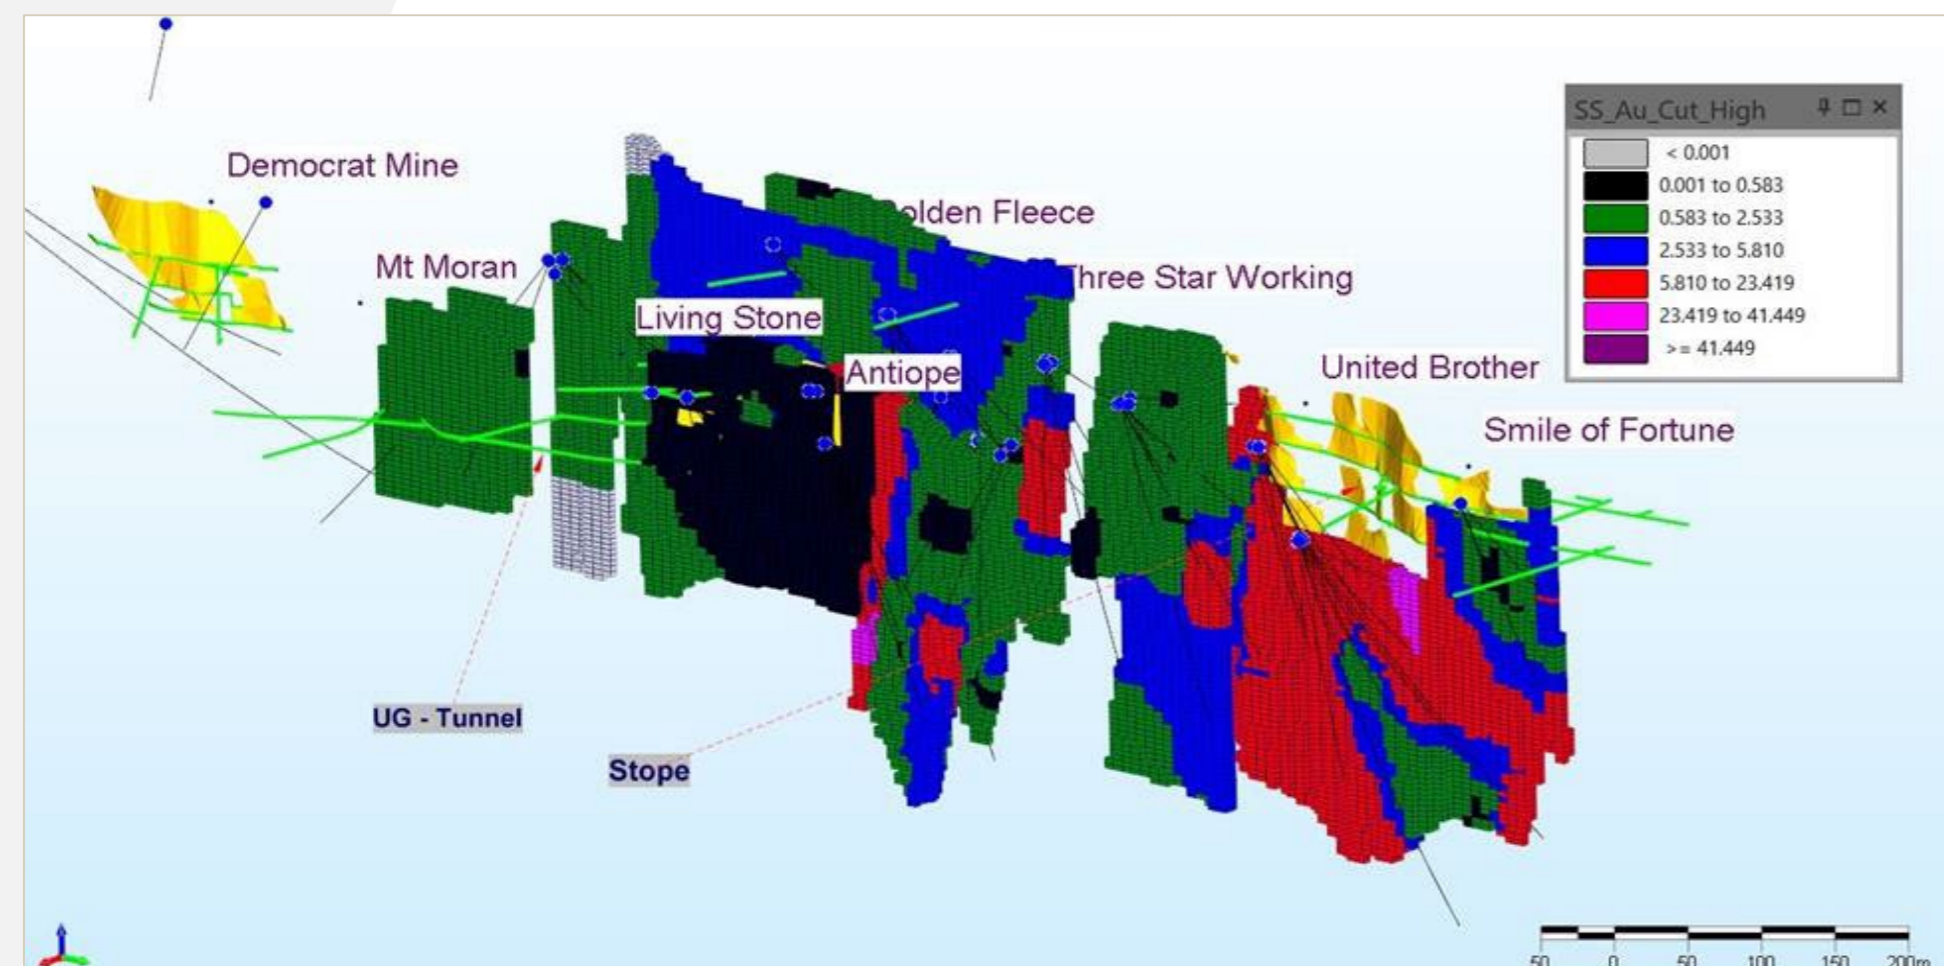 SS_Au_Cut_High
< 0.001
0.001 to 0.583
0.583 to 2.533
2.533 to 5.810
5.810 to 23.419
23.419 to 41.449
>= 41.449
Democrat Mine
olden Fleece
Mt Moran
Three Star Working
Living Stone
Antiope
United Brother
Smile of Fortune
UG - Tunnel
Stope
50 0 50 100 150 200m